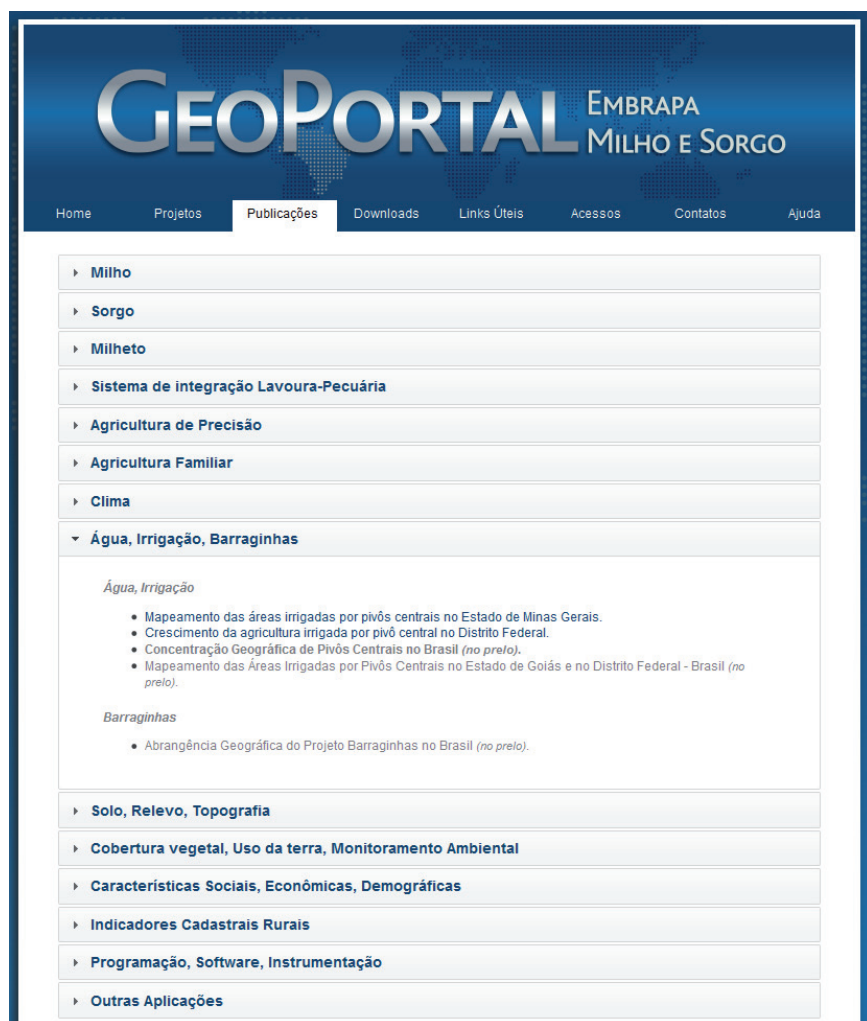 GEOPORTAL
EMBRAPA
MILHO E SORGO
Home Projetos Publicações Downloads Links Úteis Acessos Contatos Ajuda
Milho
Sorgo
Milheto
Sistema de integração Lavoura-Pecuária
Agricultura de Precisão
Agricultura Familiar
Clima
Água, Irrigação, Barraginhas
Água, Irrigação
Mapeamento das áreas irrigadas por pivôs centrais no Estado de Minas Gerais.
Crescimento da agricultura irrigada por pivô central no Distrito Federal.
Concentração Geográfica de Pivôs Centrais no Brasil (no prelo).
Mapeamento das Áreas Irrigadas por Pivôs Centrais no Estado de Goiás e no Distrito Federal - Brasil (no
prelo).
Barraginhas
Abrangência Geográfica do Projeto Barraginhas no Brasil (no prelo).
Solo, Relevo, Topografia
Cobertura vegetal, Uso da terra, Monitoramento Ambiental
Características Sociais, Econômicas, Demográficas
Indicadores Cadastrais Rurais
Programação, Software, Instrumentação
Outras Aplicações